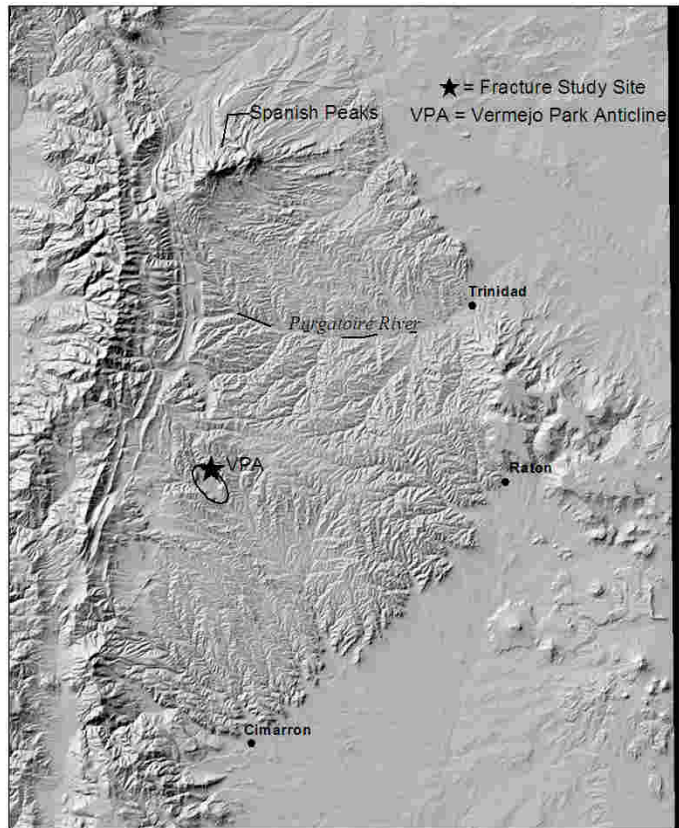 ★ = Fracture Study Site
VPA = Vermejo Park Anticline
Spanish Peaks
Trinidad
Purgatoire River
VPA
Raton
Cimarron